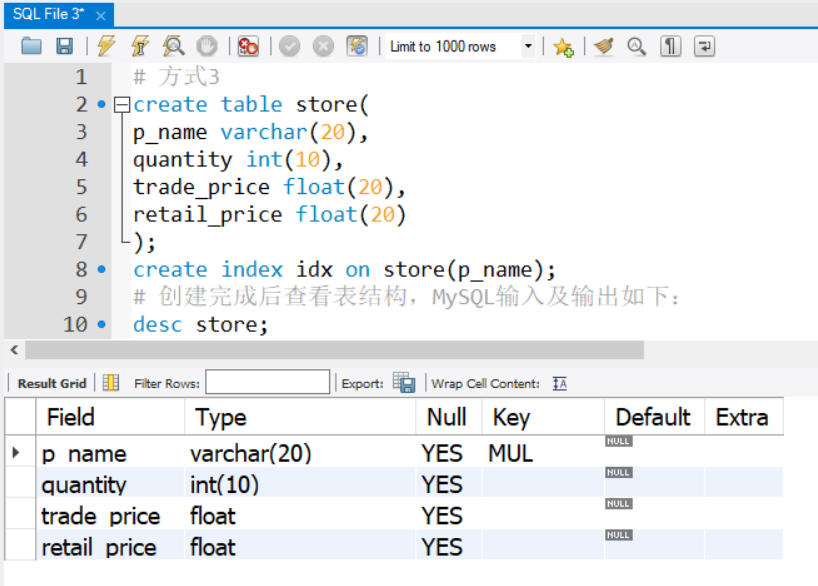 SQL File 3*
Limit to 1000 rows
1 # 方式3
2 create table store(
3 p_name varchar(20),
4 quantity int(10),
5 trade_price float(20),
6 retail_price float(20)
7 );
8 create index idx on store(p_name);
9 # 创建完成后查看表结构，MySQL输入及输出如下：
10 desc store;
Result Grid Filter Rows: Export: Wrap Cell Content: IA
Field Type Null Key Default Extra
p_name varchar(20) YES MUL NULL
quantity int(10) YES NULL
trade_price float YES NULL
retail_price float YES NULL